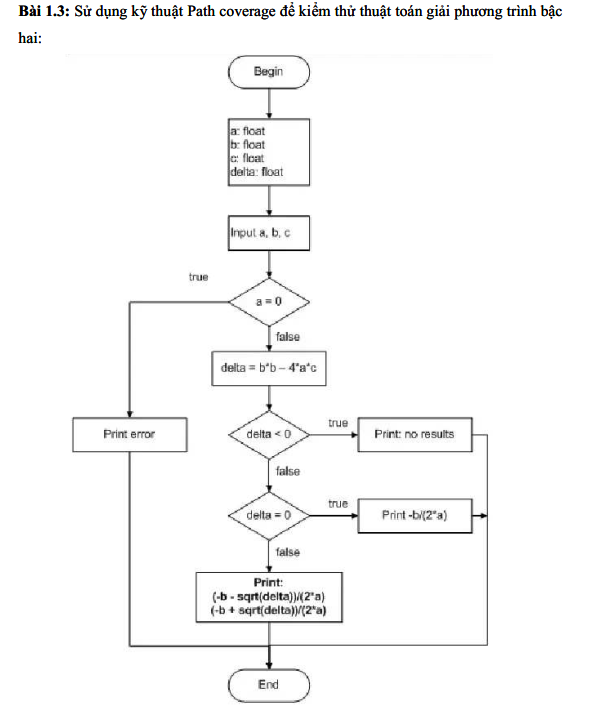 Bài 1.3: Sử dụng kỹ thuật Path coverage để kiểm thử thuật toán giải phương trình bậc
hai:
Begin
a: float
b: float
c: float
delta: float
Input a, b, c
true
a = 0
false
delta = b*b – 4*a*c
Print error
delta < 0
true
Print: no results
false
delta = 0
true
Print -b/(2*a)
false
Print:
(-b - sqrt(delta))/(2*a)
(-b + sqrt(delta))/(2*a)
End